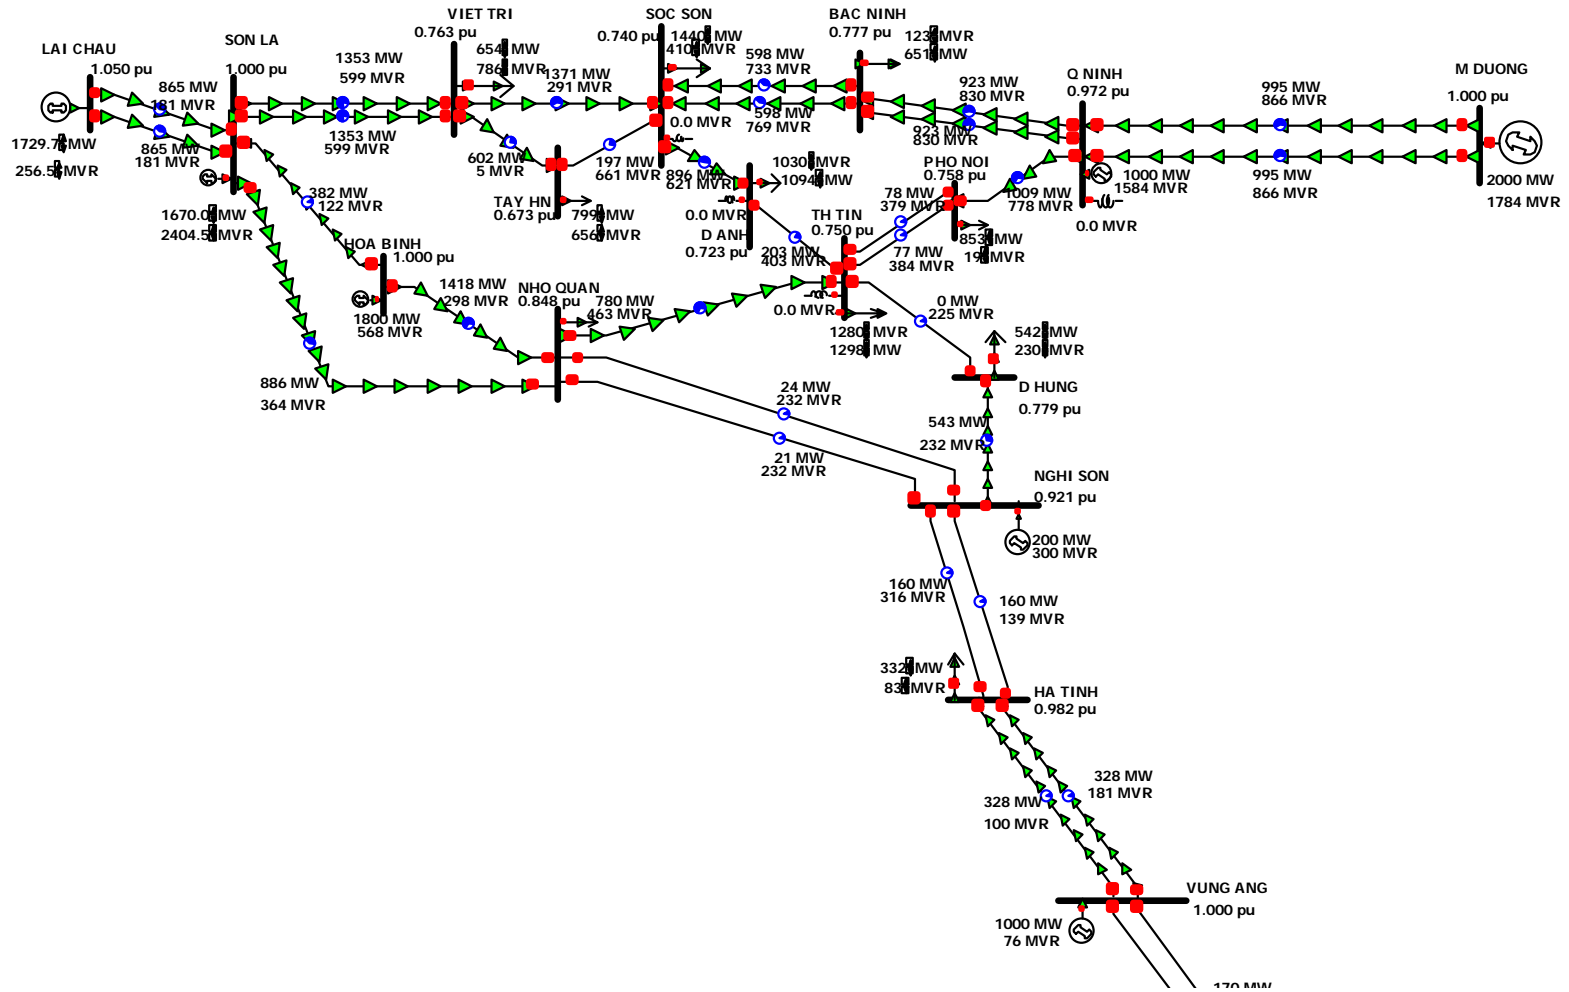 LAI CHAU
1.050 pu
1729.7 MW
256.5 MVR
865 MW
181 MVR
865 MW
181 MVR
SON LA
1.000 pu
1670.0 MW
2404.5 MVR
1353 MW
599 MVR
1353 MW
599 MVR
VIET TRI
0.763 pu
654 MW
786 MVR
1371 MW
291 MVR
602 MW
5 MVR
TAY HN
0.673 pu
799 MW
656 MVR
197 MW
661 MVR
SOC SON
0.740 pu
1440 MW
410 MVR
0.0 MVR
598 MW
733 MVR
598 MW
769 MVR
896 MW
621 MVR
BAC NINH
0.777 pu
MVR
651 MW
923 MW
830 MVR
923 MW
830 MVR
Q NINH
0.972 pu
1000 MW
1584 MVR
0.0 MVR
995 MW
866 MVR
995 MW
866 MVR
M DUONG
1.000 pu
2000 MW
1784 MVR
PHO NOI
0.758 pu
1009 MW
778 MVR
853 MW
MVR
78 MW
379 MVR
77 MW
384 MVR
1030 MVR
1094 MW
0.0 MVR
D ANH
0.723 pu
203 MW
403 MVR
TH TIN
0.750 pu
0.0 MVR
1280 MVR
1298 MW
0 MW
225 MVR
382 MW
122 MVR
HOA BINH
1.000 pu
1800 MW
568 MVR
1418 MW
298 MVR
NHO QUAN
0.848 pu
780 MW
463 MVR
886 MW
364 MVR
24 MW
232 MVR
21 MW
232 MVR
542 MW
230 MVR
D HUNG
0.779 pu
543 MW
232 MVR
NGHI SON
0.921 pu
200 MW
300 MVR
160 MW
316 MVR
160 MW
139 MVR
332 MW
83 MVR
HA TINH
0.982 pu
328 MW
181 MVR
328 MW
100 MVR
VUNG ANG
1.000 pu
1000 MW
76 MVR
170 MW